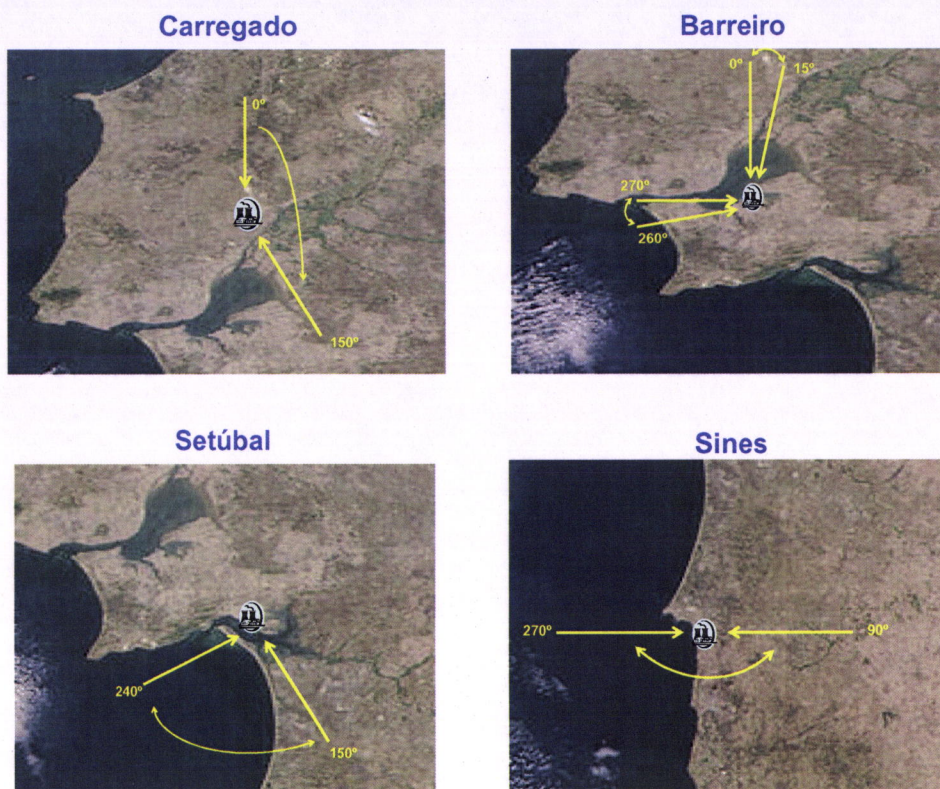 Carregado
0º
150º
Barreiro
0º
15º
270º
260º
Setúbal
240º
150º
Sines
270º
90º